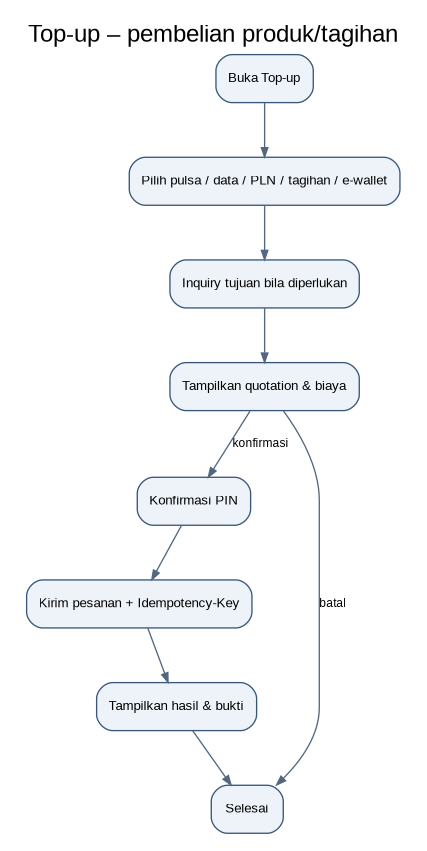 Top-up – pembelian produk/tagihan
Buka Top-up
Pilih pulsa / data / PLN / tagihan / e-wallet
Inquiry tujuan bila diperlukan
Tampilkan quotation & biaya
konfirmasi
Konfirmasi PIN
Kirim pesanan + Idempotency-Key
batal
Tampilkan hasil & bukti
Selesai